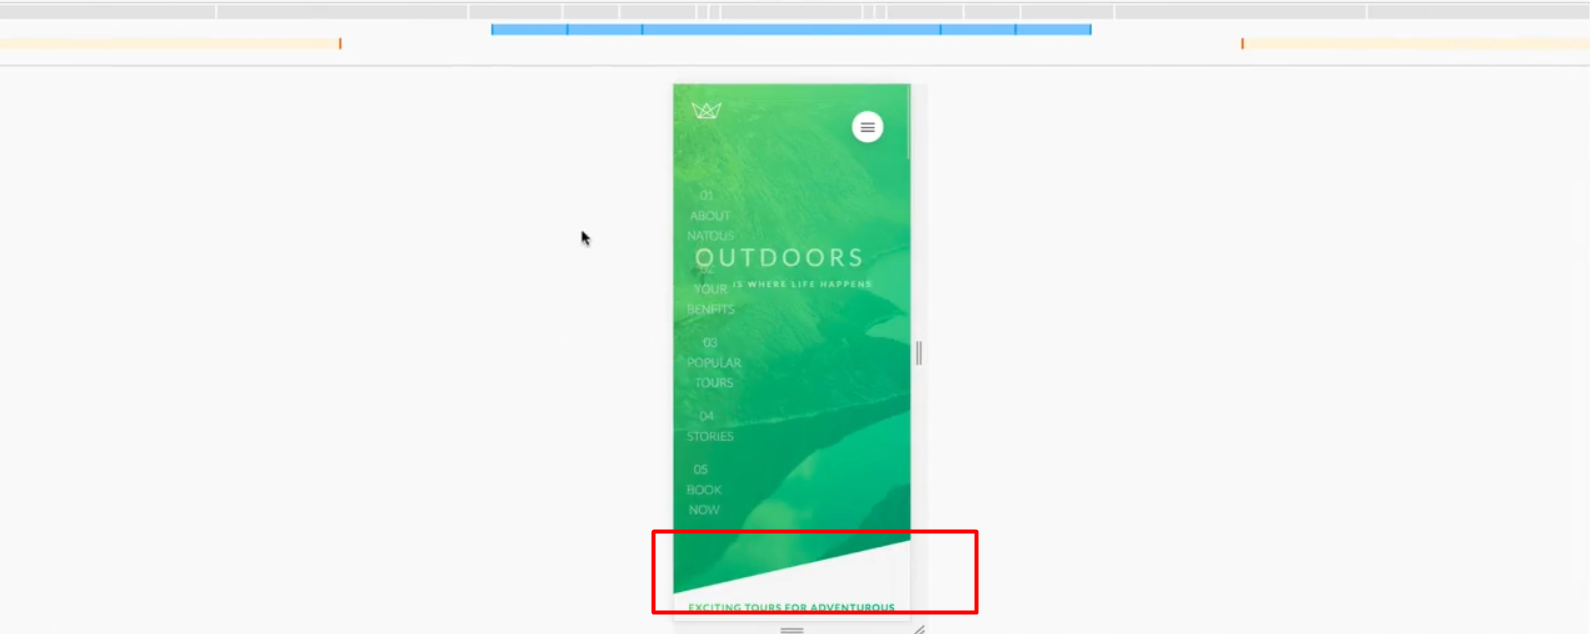 01
ABOUT
NATOUS
OUTDOORS
02
IS WHERE LIFE HAPPENS
YOUR
BENFITS
03
POPULAR
TOURS
04
STORIES
05
BOOK
NOW
EXCITING TOURS FOR ADVENTUROUS